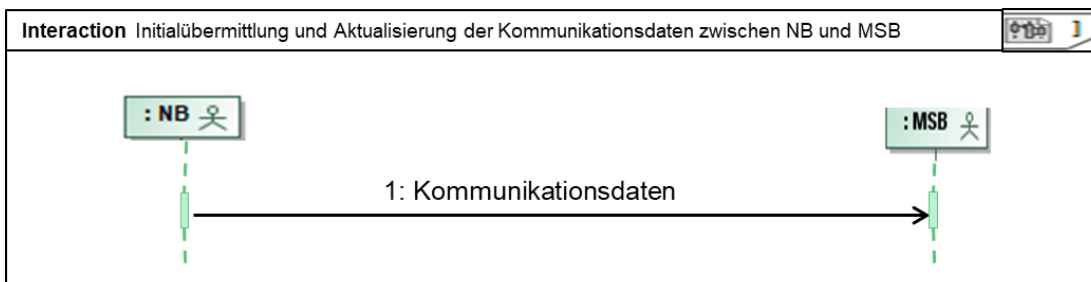 Interaction Initialübermittlung und Aktualisierung der Kommunikationsdaten zwischen NB und MSB
: NB
: MSB
1: Kommunikationsdaten